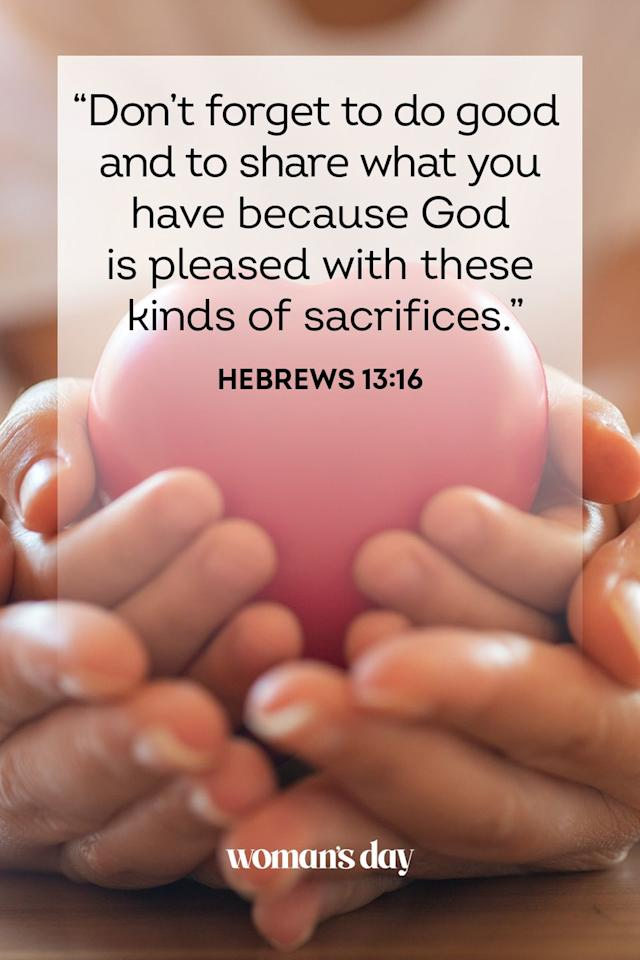 “Don’t forget to do good
and to share what you
have because God
is pleased with these
kinds of sacrifices.”
HEBREWS 13:16
woman's day